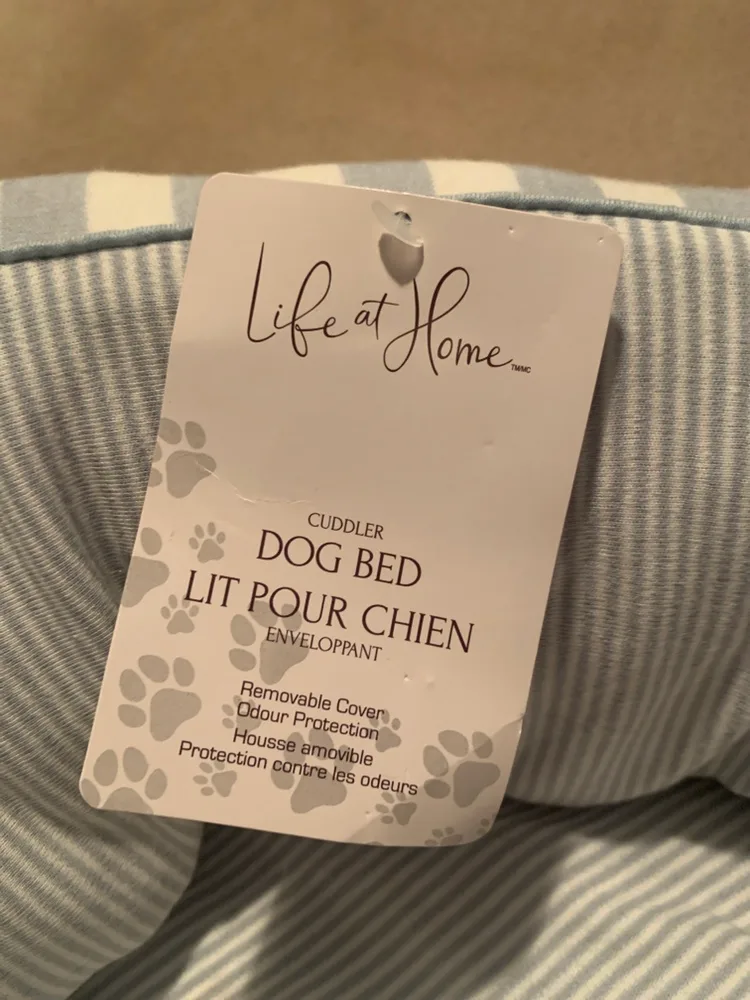 Life at Home TM/MC
CUDDLER
DOG BED
LIT POUR CHIEN
ENVELOPPANT
Removable Cover
Odour Protection
Housse amovible
Protection contre les odeurs